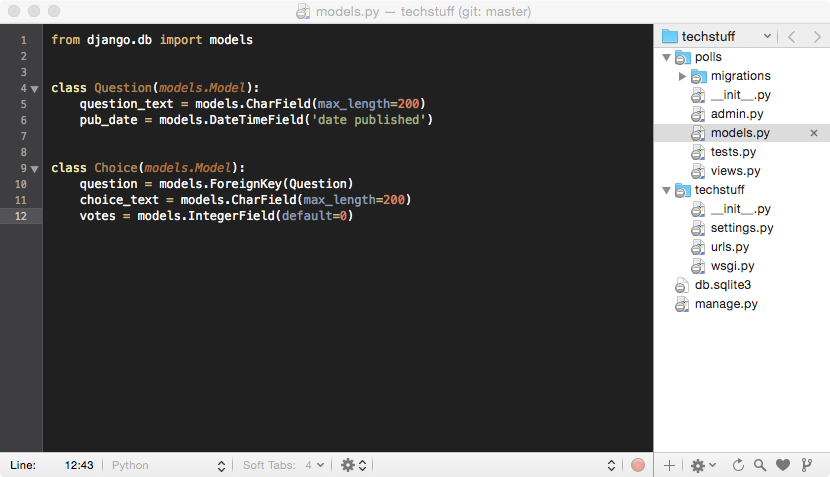 models.py — techstuff (git: master)
1 from django.db import models
2
3
4 class Question(models.Model):
5 question_text = models.CharField(max_length=200)
6 pub_date = models.DateTimeField('date published')
7
8
9 class Choice(models.Model):
10 question = models.ForeignKey(Question)
11 choice_text = models.CharField(max_length=200)
12 votes = models.IntegerField(default=0)
Line: 12:43 Python Soft Tabs: 4
techstuff
polls
migrations
__init__.py
admin.py
models.py
tests.py
views.py
techstuff
__init__.py
settings.py
urls.py
wsgi.py
db.sqlite3
manage.py